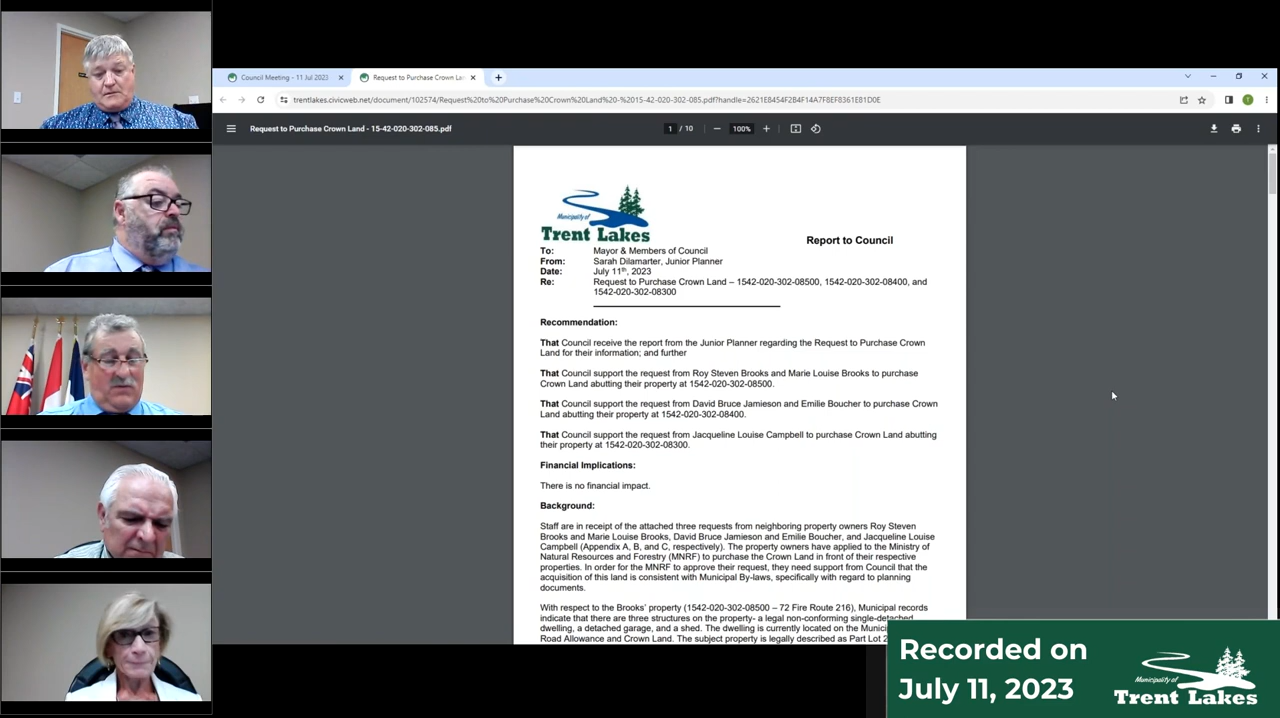 Council Meeting - 11 Jul 2023
Request to Purchase Crown Lan
trentlakes.civicweb.net/document/102574/Request%20to%20Purchase%20Crown%20Land%20-%2015-42-020-302-085.pdf?handle=2621E8454F2B4F14A7F8EF8361E81D0E
Request to Purchase Crown Land - 15-42-020-302-085.pdf
1 / 10
100%
Municipality of
Trent Lakes
Report to Council
To: Mayor & Members of Council
From: Sarah Dilamarter, Junior Planner
Date: July 11th, 2023
Re: Request to Purchase Crown Land – 1542-020-302-08500, 1542-020-302-08400, and
1542-020-302-08300
Recommendation:
That Council receive the report from the Junior Planner regarding the Request to Purchase Crown
Land for their information; and further
That Council support the request from Roy Steven Brooks and Marie Louise Brooks to purchase
Crown Land abutting their property at 1542-020-302-08500.
That Council support the request from David Bruce Jamieson and Emilie Boucher to purchase Crown
Land abutting their property at 1542-020-302-08400.
That Council support the request from Jacqueline Louise Campbell to purchase Crown Land abutting
their property at 1542-020-302-08300.
Financial Implications:
There is no financial impact.
Background:
Staff are in receipt of the attached three requests from neighboring property owners Roy Steven
Brooks and Marie Louise Brooks, David Bruce Jamieson and Emilie Boucher, and Jacqueline Louise
Campbell (Appendix A, B, and C, respectively). The property owners have applied to the Ministry of
Natural Resources and Forestry (MNRF) to purchase the Crown Land in front of their respective
properties. In order for the MNRF to approve their request, they need support from Council that the
acquisition of this land is consistent with Municipal By-laws, specifically with regard to planning
documents.
With respect to the Brooks' property (1542-020-302-08500 – 72 Fire Route 216), Municipal records
indicate that there are three structures on the property- a legal non-conforming single-detached
dwelling, a detached garage, and a shed. The dwelling is currently located on the
Road Allowance and Crown Land. The subject property is legally described as Part Lot
Recorded on
July 11, 2023
Municipality of
Trent Lakes